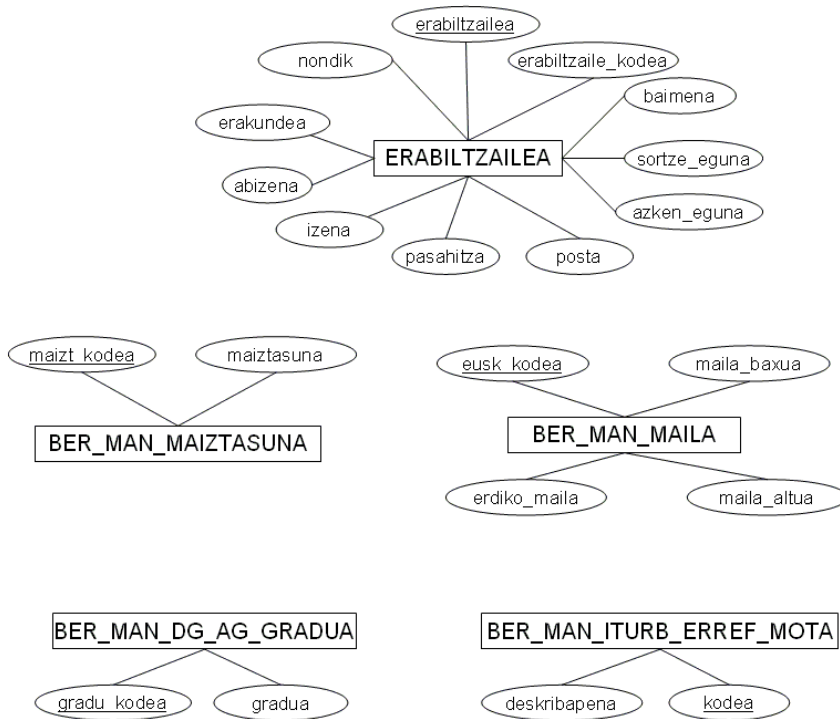 erabiltzailea
nondik
erabiltzaile_kodea
baimena
erakundea
ERABILTZAILEA
sortze_eguna
abizena
azken_eguna
izena
pasahitza
posta
maizt_kodea
maiztasuna
eusk_kodea
maila_baxua
BER_MAN_MAIZTASUNA
BER_MAN_MAILA
erdiko_maila
maila_altua
BER_MAN_DG_AG_GRADUA
BER_MAN_ITURB_ERREF_MOTA
gradu_kodea
gradua
deskribapena
kodea